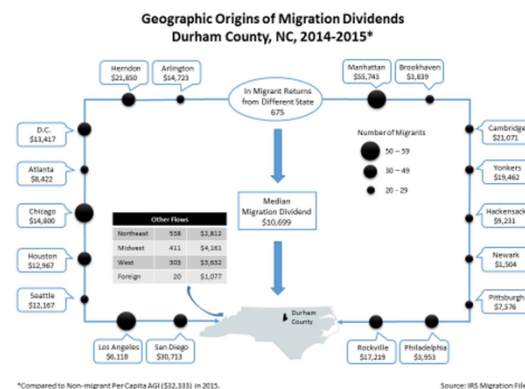 Geographic Origins of Migration Dividends
Durham County, NC, 2014-2015*
Herndon
$21,850
Arlington
$14,723
In Migrant Returns
from Different State
675
Manhattan
$55,743
Brookhaven
$3,839
D.C.
$13,417
Atlanta
$8,422
Chicago
$14,800
Houston
$12,967
Seattle
$12,167
Number of Migrants
50 – 59
30 – 49
20 - 29
Cambridge
$21,071
Yonkers
$19,462
Hackensack
$9,231
Newark
$1,504
Pittsburgh
$7,576
Median
Migration Dividend
$10,699
Other Flows
Northeast 558 $2,812
Midwest 411 $4,161
West 303 $3,632
Foreign 20 $1,077
Durham
County
Los Angeles
$6,118
San Diego
$30,713
Rockville
$17,219
Philadelphia
$3,953
*Compared to Non-migrant Per Capita AGI ($32,333) in 2015.
Source: IRS Migration File